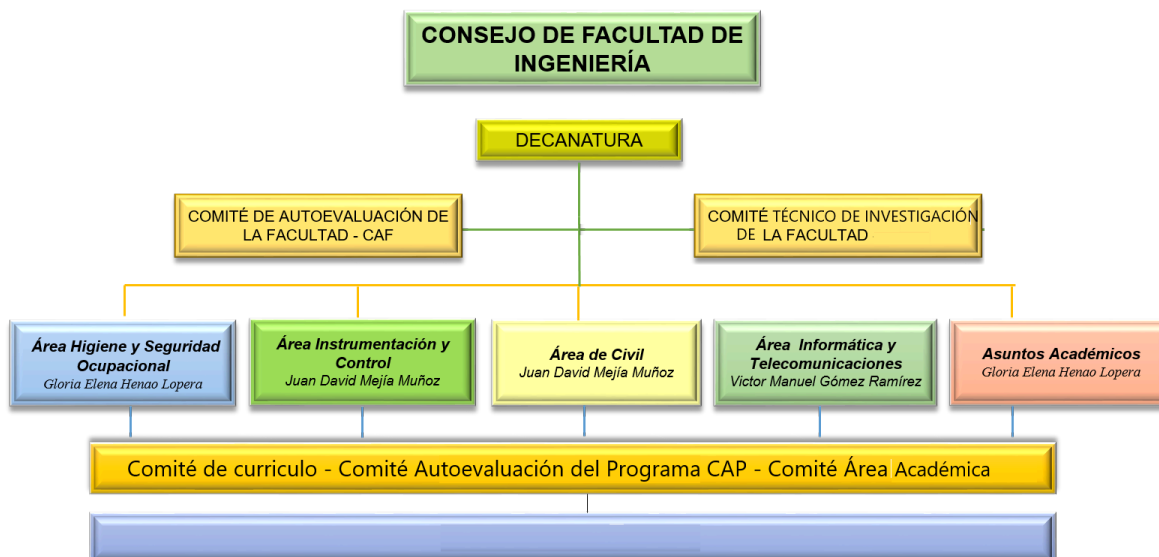 CONSEJO DE FACULTAD DE
INGENIERÍA
DECANATURA
COMITÉ DE AUTOEVALUACIÓN DE
LA FACULTAD - CAF
COMITÉ TÉCNICO DE INVESTIGACIÓN
DE LA FACULTAD
Área Higiene y Seguridad
Ocupacional
Gloria Elena Henao Lopera
Área Instrumentación y
Control
Juan David Mejía Muñoz
Área de Civil
Juan David Mejía Muñoz
Área Informática y
Telecomunicaciones
Victor Manuel Gómez Ramírez
Asuntos Académicos
Gloria Elena Henao Lopera
Comité de curriculo - Comité Autoevaluación del Programa CAP - Comité Área Académica